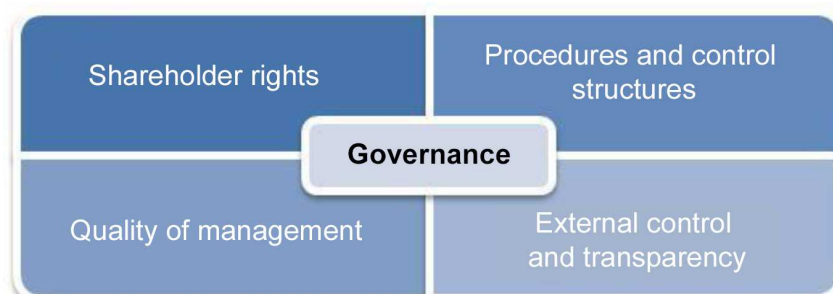 Shareholder rights
Procedures and control
structures
Governance
Quality of management
External control
and transparency